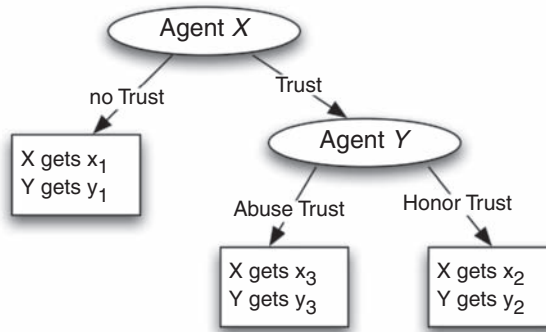 Agent X
no Trust
Trust
X gets x1
Y gets y1
Agent Y
Abuse Trust
Honor Trust
X gets x3
Y gets y3
X gets x2
Y gets y2